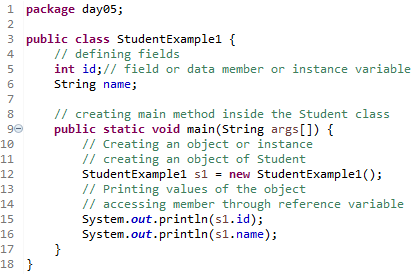 1 package day05;
2
3 public class StudentExample1 {
4     // defining fields
5     int id;// field or data member or instance variable
6     String name;
7
8     // creating main method inside the Student class
9     public static void main(String args[]) {
10         // Creating an object or instance
11         // creating an object of Student
12         StudentExample1 s1 = new StudentExample1();
13         // Printing values of the object
14         // accessing member through reference variable
15         System.out.println(s1.id);
16         System.out.println(s1.name);
17     }
18 }